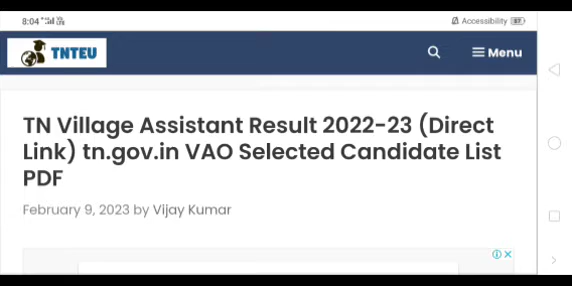 8:04
Accessibility
TNTEU
Menu
TN Village Assistant Result 2022-23 (Direct
Link) tn.gov.in VAO Selected Candidate List
PDF
February 9, 2023 by Vijay Kumar